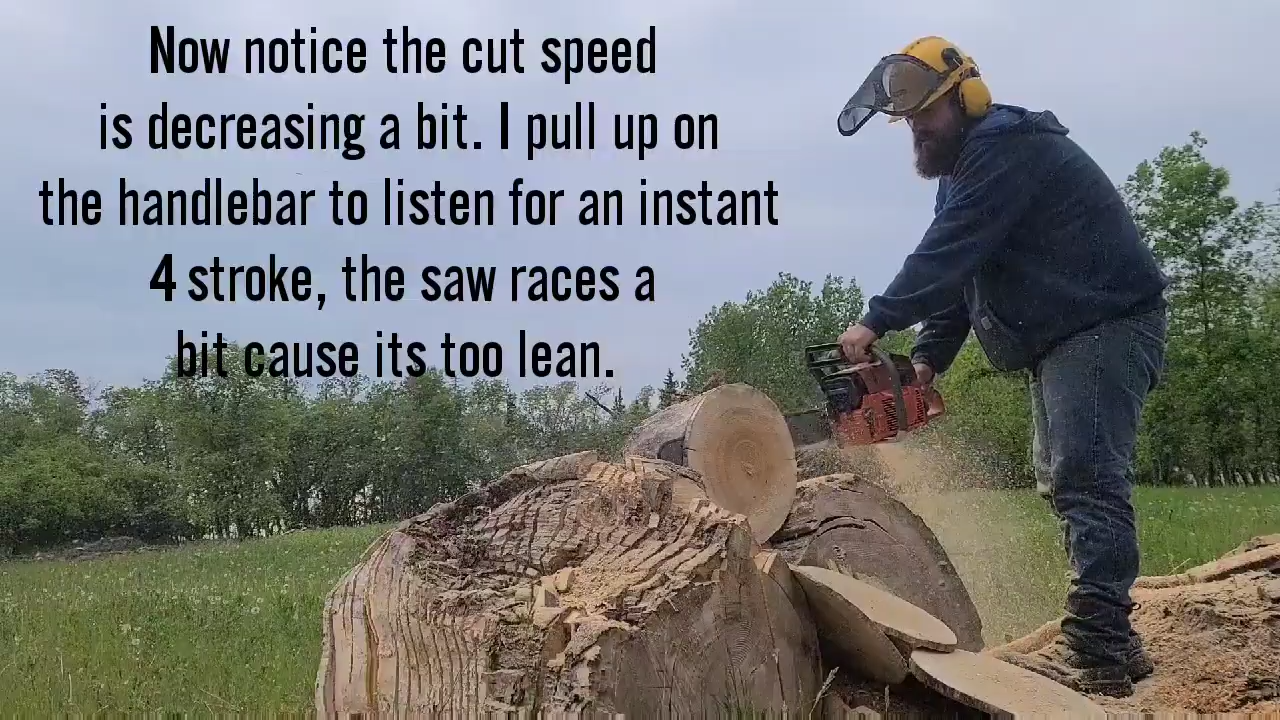 Now notice the cut speed
is decreasing a bit. I pull up on
the handlebar to listen for an instant
4 stroke, the saw races a
bit cause its too lean.